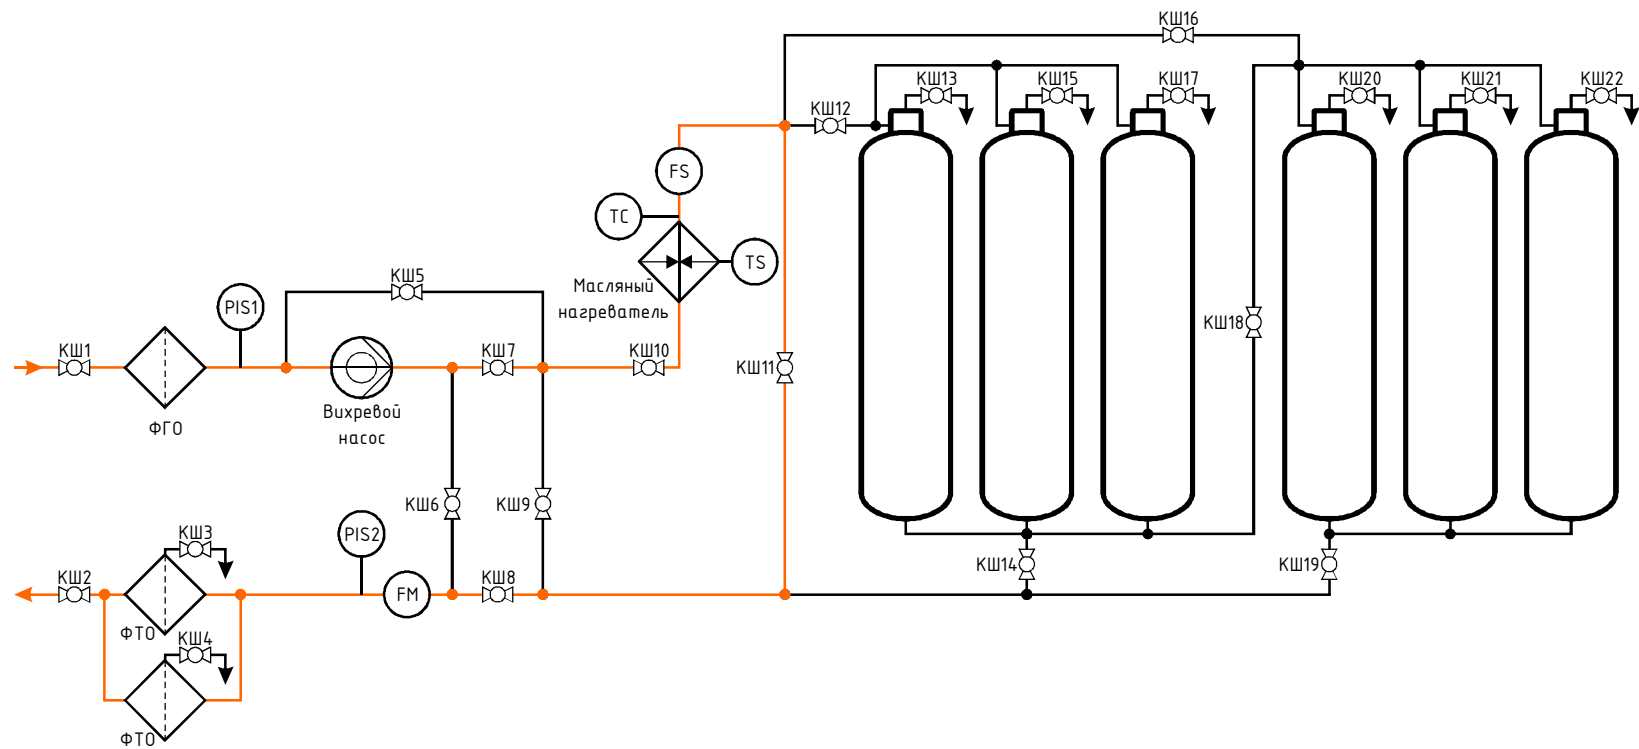 КШ16
КШ13
КШ15
КШ17
КШ20
КШ21
КШ22
КШ12
FS
TC
TS
Масляный
нагреватель
КШ5
PIS1
КШ18
КШ1
КШ7
КШ10
КШ11
Вихревой
насос
ФГО
КШ6
КШ9
PIS2
КШ3
КШ14
КШ19
КШ2
КШ8
FM
ФТО
КШ4
ФТО